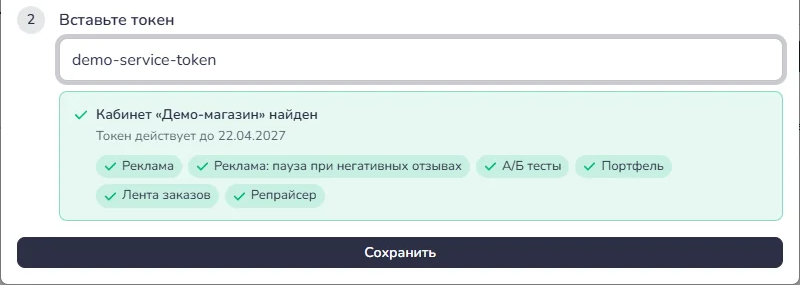 2 Вставьте токен
demo-service-token
Кабинет «Демо-магазин» найден
Токен действует до 22.04.2027
Реклама Реклама: пауза при негативных отзывах А/Б тесты Портфель
Лента заказов Репрайсер
Сохранить